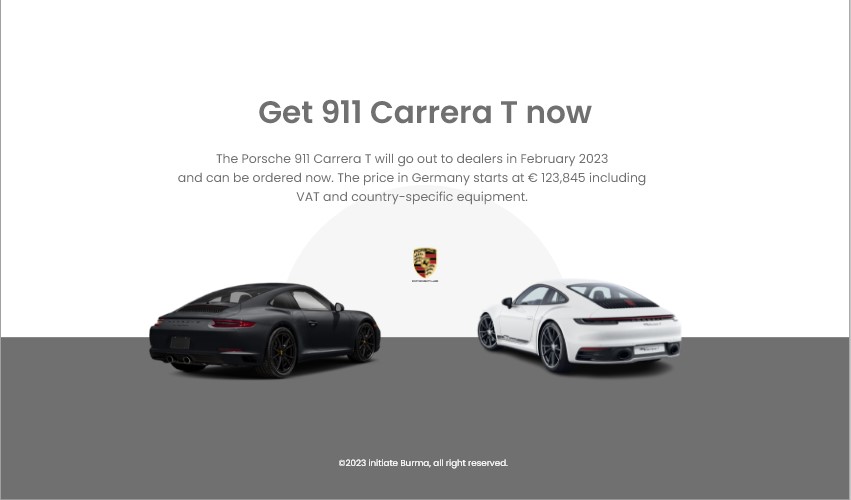 Get 911 Carrera T now
The Porsche 911 Carrera T will go out to dealers in February 2023
and can be ordered now. The price in Germany starts at € 123,845 including
VAT and country-specific equipment.
©2023 Initiate Burma, all right reserved.